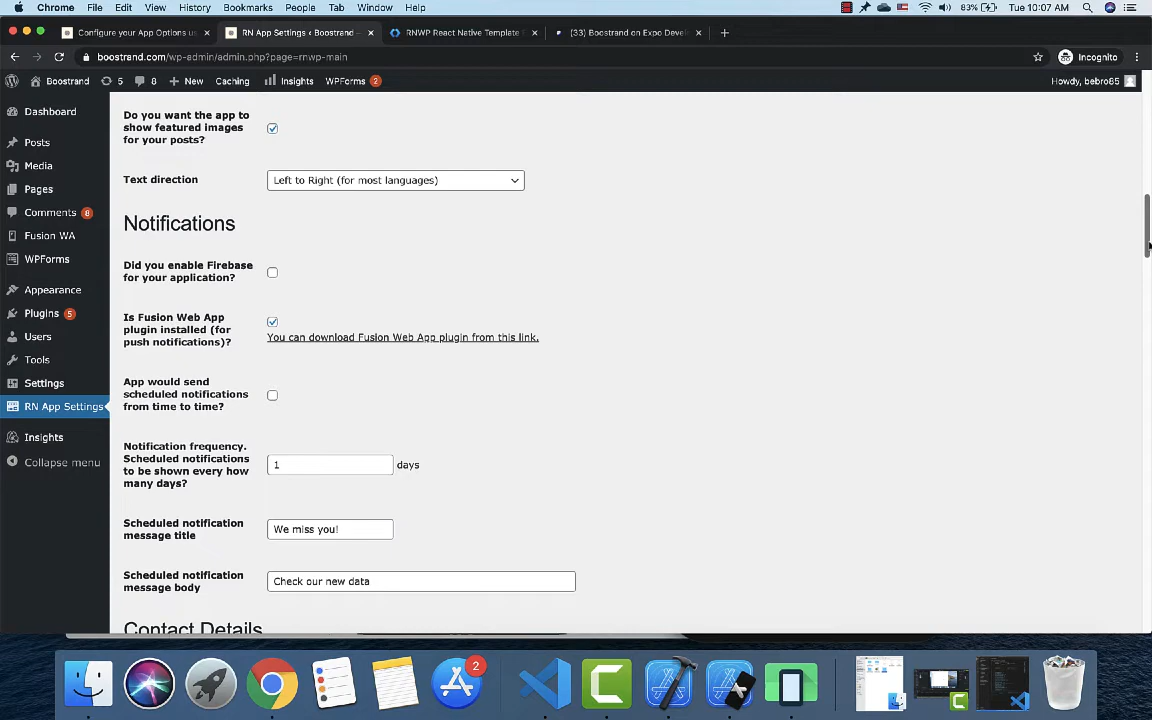 Chrome File Edit View History Bookmarks People Tab Window Help 83% Tue 10:07 AM
Configure your App Options u
RN App Settings ‹ Boostrand —
RNWP React Native Template
(33) Boostrand on Expo Devel
boostrand.com/wp-admin/admin.php?page=rnwp-main
Incognito
Boostrand 5 8 New Caching Insights WPForms 2
Howdy, bebro85
Dashboard
Posts
Media
Pages
Comments 8
Fusion WA
WPForms
Appearance
Plugins 5
Users
Tools
Settings
RN App Settings
Insights
Collapse menu
Do you want the app to
show featured images
for your posts?
Text direction
Left to Right (for most languages)
Notifications
Did you enable Firebase
for your application?
Is Fusion Web App
plugin installed (for
push notifications)?
You can download Fusion Web App plugin from this link.
App would send
scheduled notifications
from time to time?
Notification frequency.
Scheduled notifications
to be shown every how
many days?
1 days
Scheduled notification
message title
We miss you!
Scheduled notification
message body
Check our new data
Contact Details
2